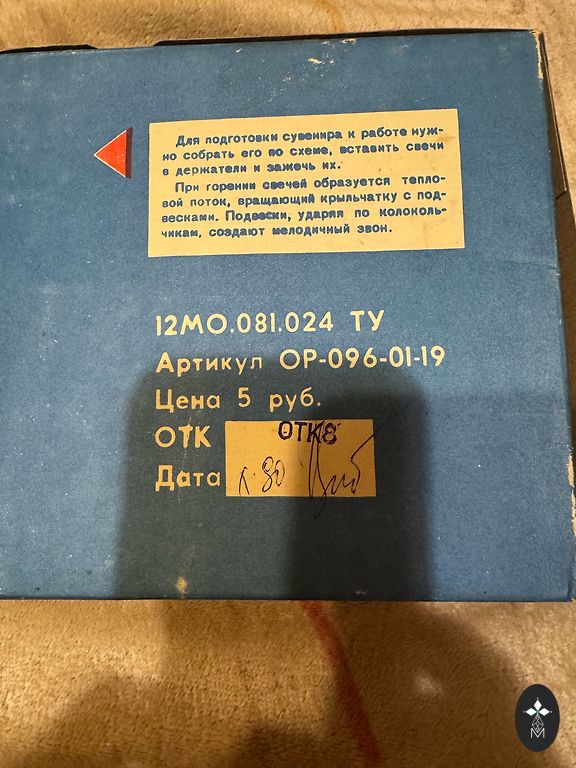 Для подготовки сувенира к работе нуж-
но собрать его по схеме, вставить свечи
в держатели и зажечь их.
При горении свечей образуется тепло-
вой поток, вращающий крыльчатку с под-
весками. Подвески, ударяя по колоколь-
чикам, создают мелодичный звон.
12МО.081.024 ТУ
Артикул ОР-096-01-19
Цена 5 руб.
ОТК ОТК8
Дата 80
M